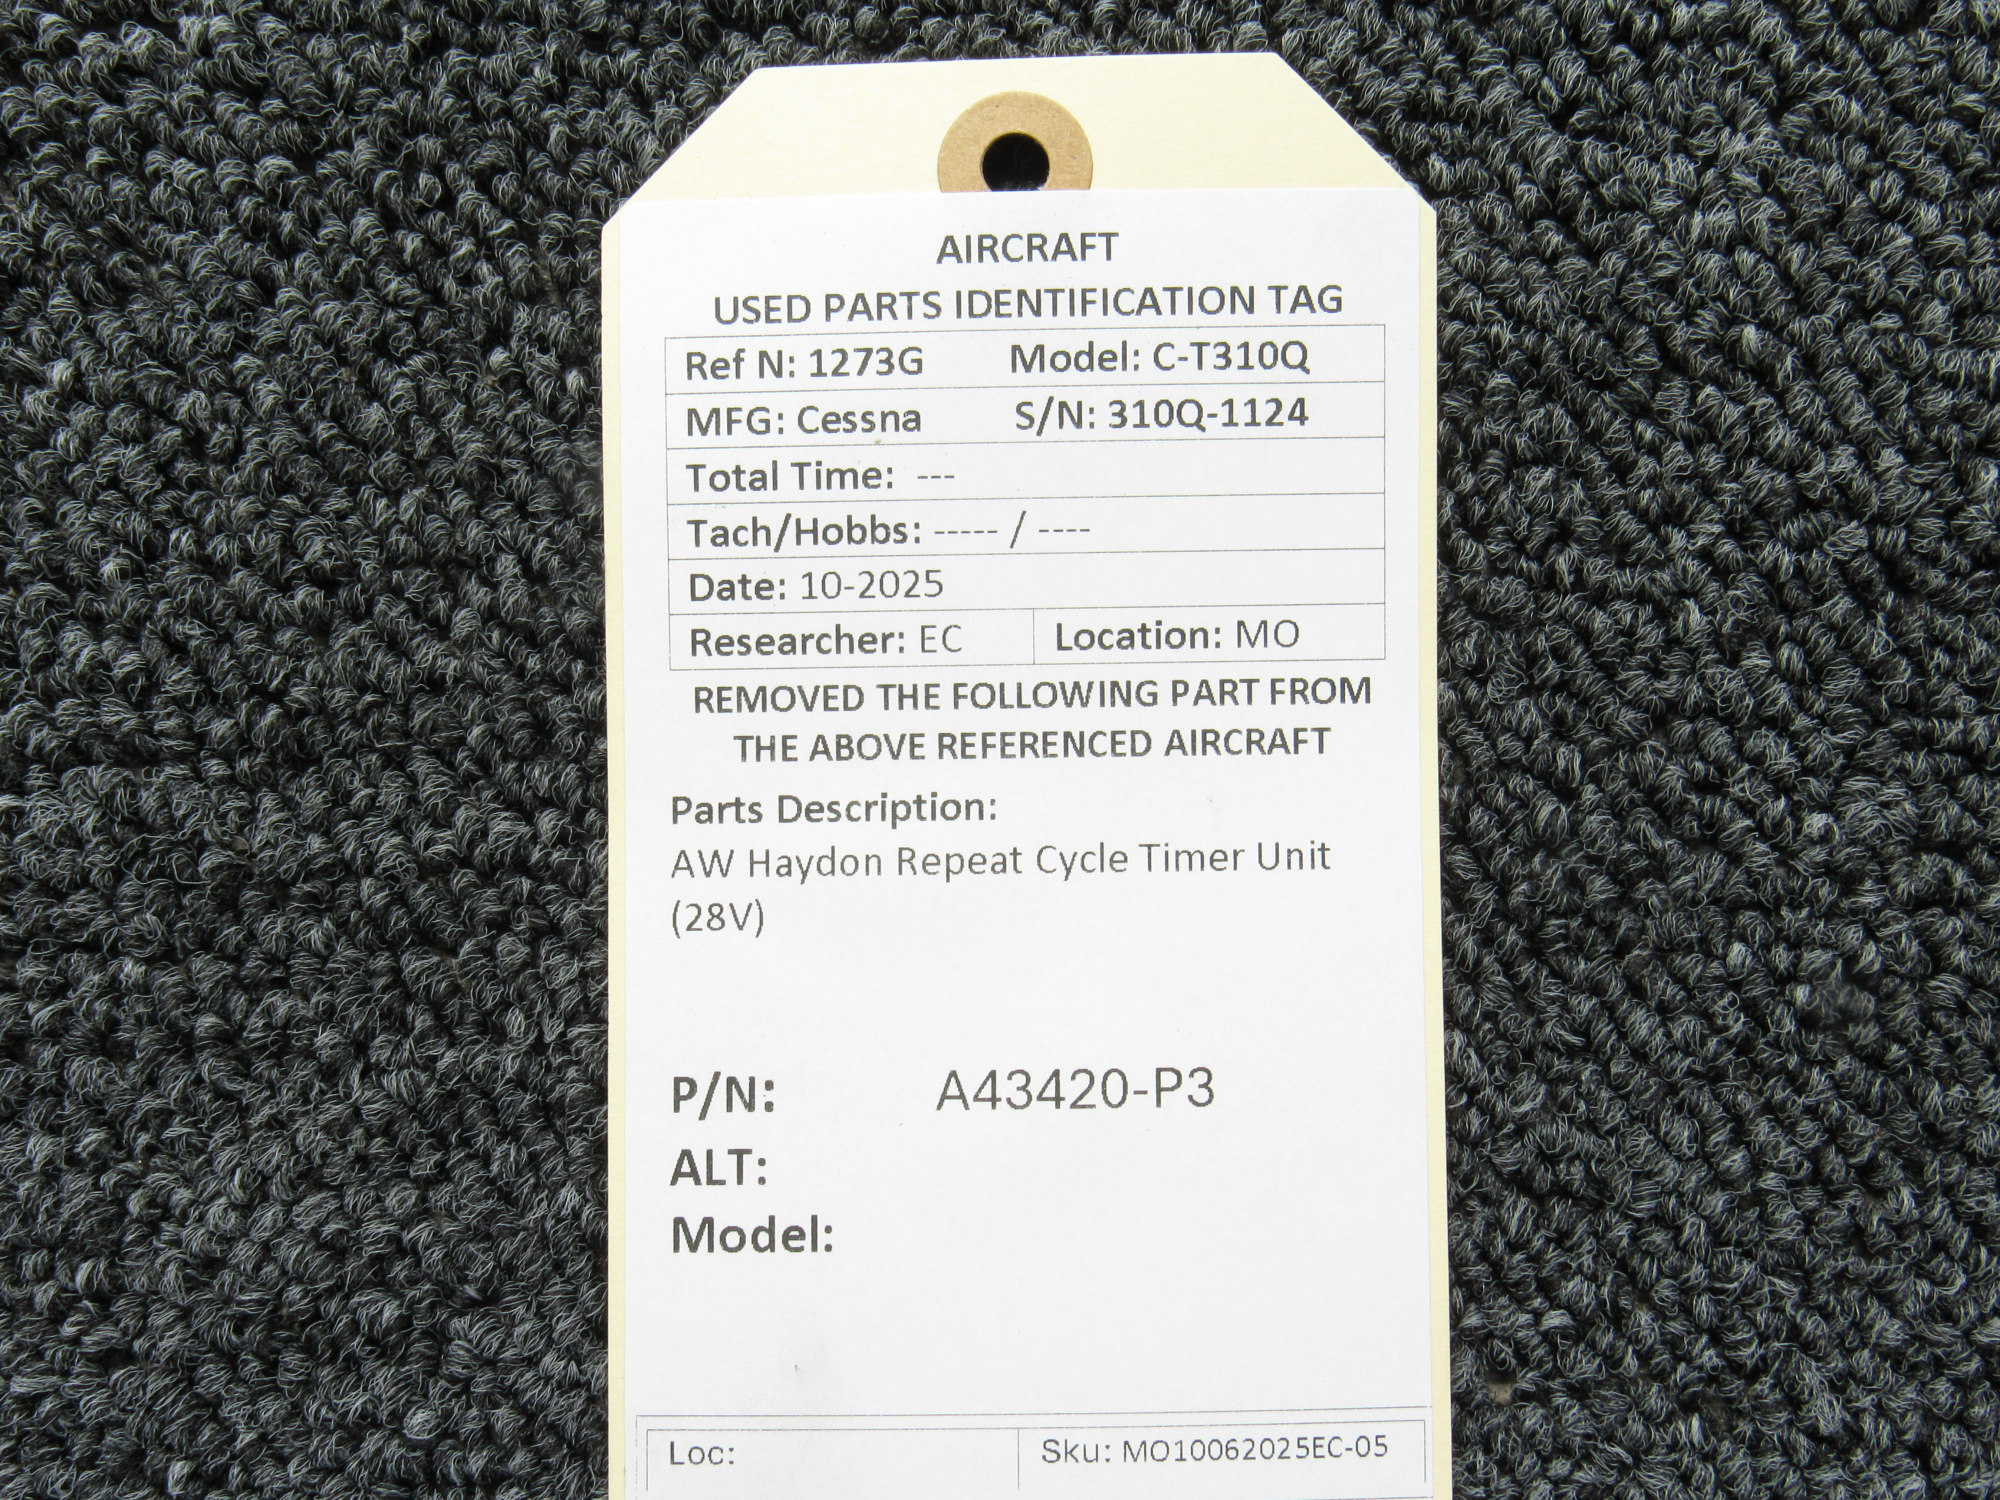 AIRCRAFT
USED PARTS IDENTIFICATION TAG
Ref N: 1273G Model: C-T310Q
MFG: Cessna S/N: 310Q-1124
Total Time: ---
Tach/Hobbs: ----- / ----
Date: 10-2025
Researcher: EC Location: MO
REMOVED THE FOLLOWING PART FROM
THE ABOVE REFERENCED AIRCRAFT
Parts Description:
AW Haydon Repeat Cycle Timer Unit
(28V)
P/N: A43420-P3
ALT:
Model:
Loc: Sku: MO10062025EC-05